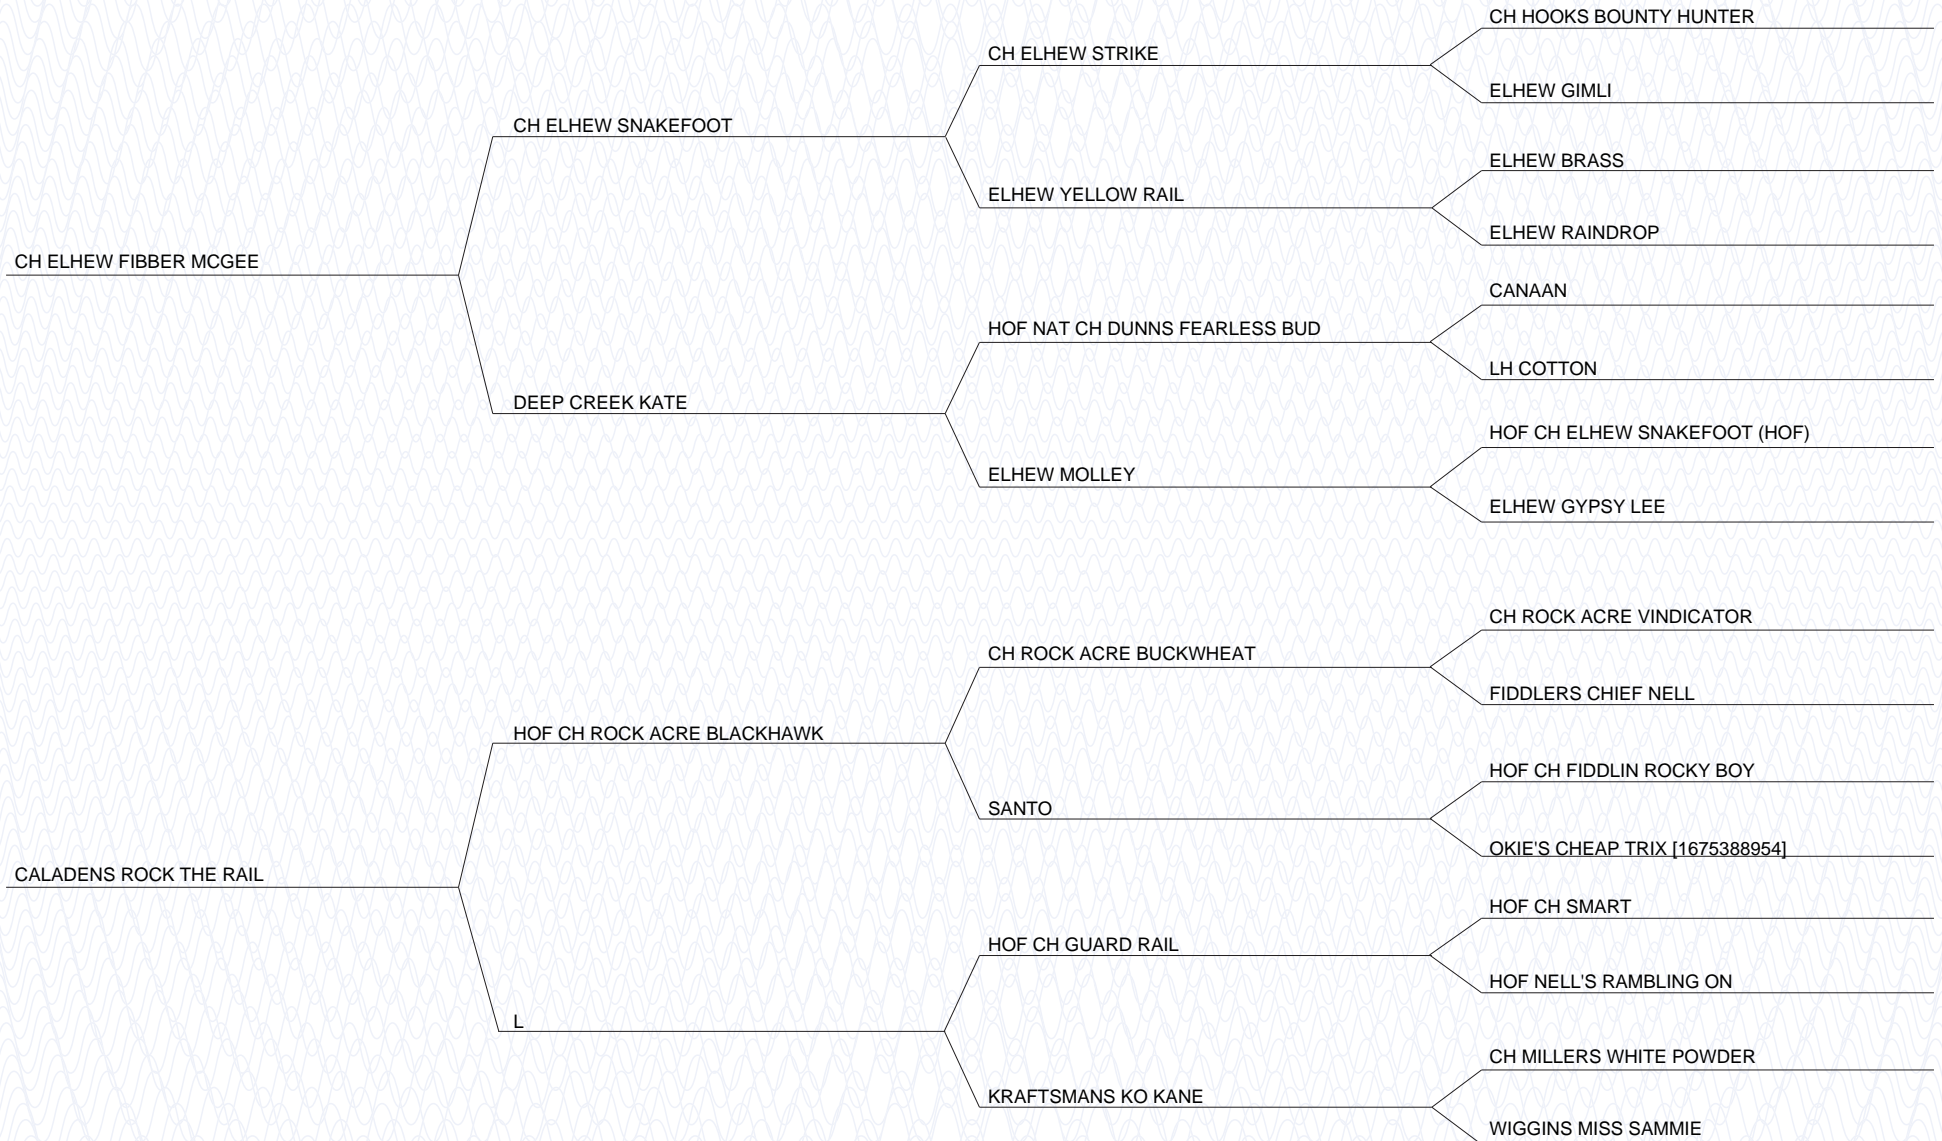 CH HOOKS BOUNTY HUNTER
CH ELHEW STRIKE
ELHEW GIMLI
CH ELHEW SNAKEFOOT
ELHEW BRASS
ELHEW YELLOW RAIL
ELHEW RAINDROP
CH ELHEW FIBBER MCGEE
CANAAN
HOF NAT CH DUNNS FEARLESS BUD
LH COTTON
DEEP CREEK KATE
HOF CH ELHEW SNAKEFOOT (HOF)
ELHEW MOLLEY
ELHEW GYPSY LEE
CH ROCK ACRE VINDICATOR
CH ROCK ACRE BUCKWHEAT
FIDDLERS CHIEF NELL
HOF CH ROCK ACRE BLACKHAWK
HOF CH FIDDLIN ROCKY BOY
SANTO
OKIE'S CHEAP TRIX [1675388954]
CALADENS ROCK THE RAIL
HOF CH SMART
HOF CH GUARD RAIL
HOF NELL'S RAMBLING ON
L
CH MILLERS WHITE POWDER
KRAFTSMANS KO KANE
WIGGINS MISS SAMMIE